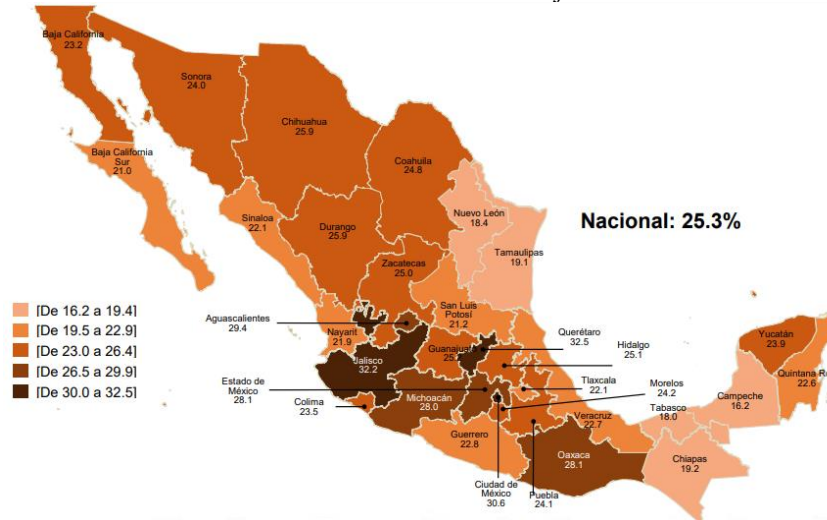 Baja California
23.2
Sonora
24.0
Chihuahua
25.9
Coahuila
24.8
Baja California
Sur
21.0
Sinaloa
22.1
Durango
25.9
Nuevo León
18.4
Nacional: 25.3%
Tamaulipas
19.1
Zacatecas
25.0
San Luis
Potosí
21.2
[De 16.2 a 19.4]
[De 19.5 a 22.9]
[De 23.0 a 26.4]
[De 26.5 a 29.9]
[De 30.0 a 32.5]
Aguascalientes
29.4
Nayarit
21.9
Jalisco
32.2
Guanajuato
Querétaro
32.5
Hidalgo
25.1
Yucatán
23.9
Quintana
22.6
Estado de
México
28.1
Colima
23.5
Michoacán
28.0
Tlaxcala
22.1
Morelos
24.2
Campeche
16.2
Veracruz
22.7
Tabasco
18.0
Guerrero
22.8
Oaxaca
28.1
Chiapas
19.2
Ciudad de
México
30.6
Puebla
24.1